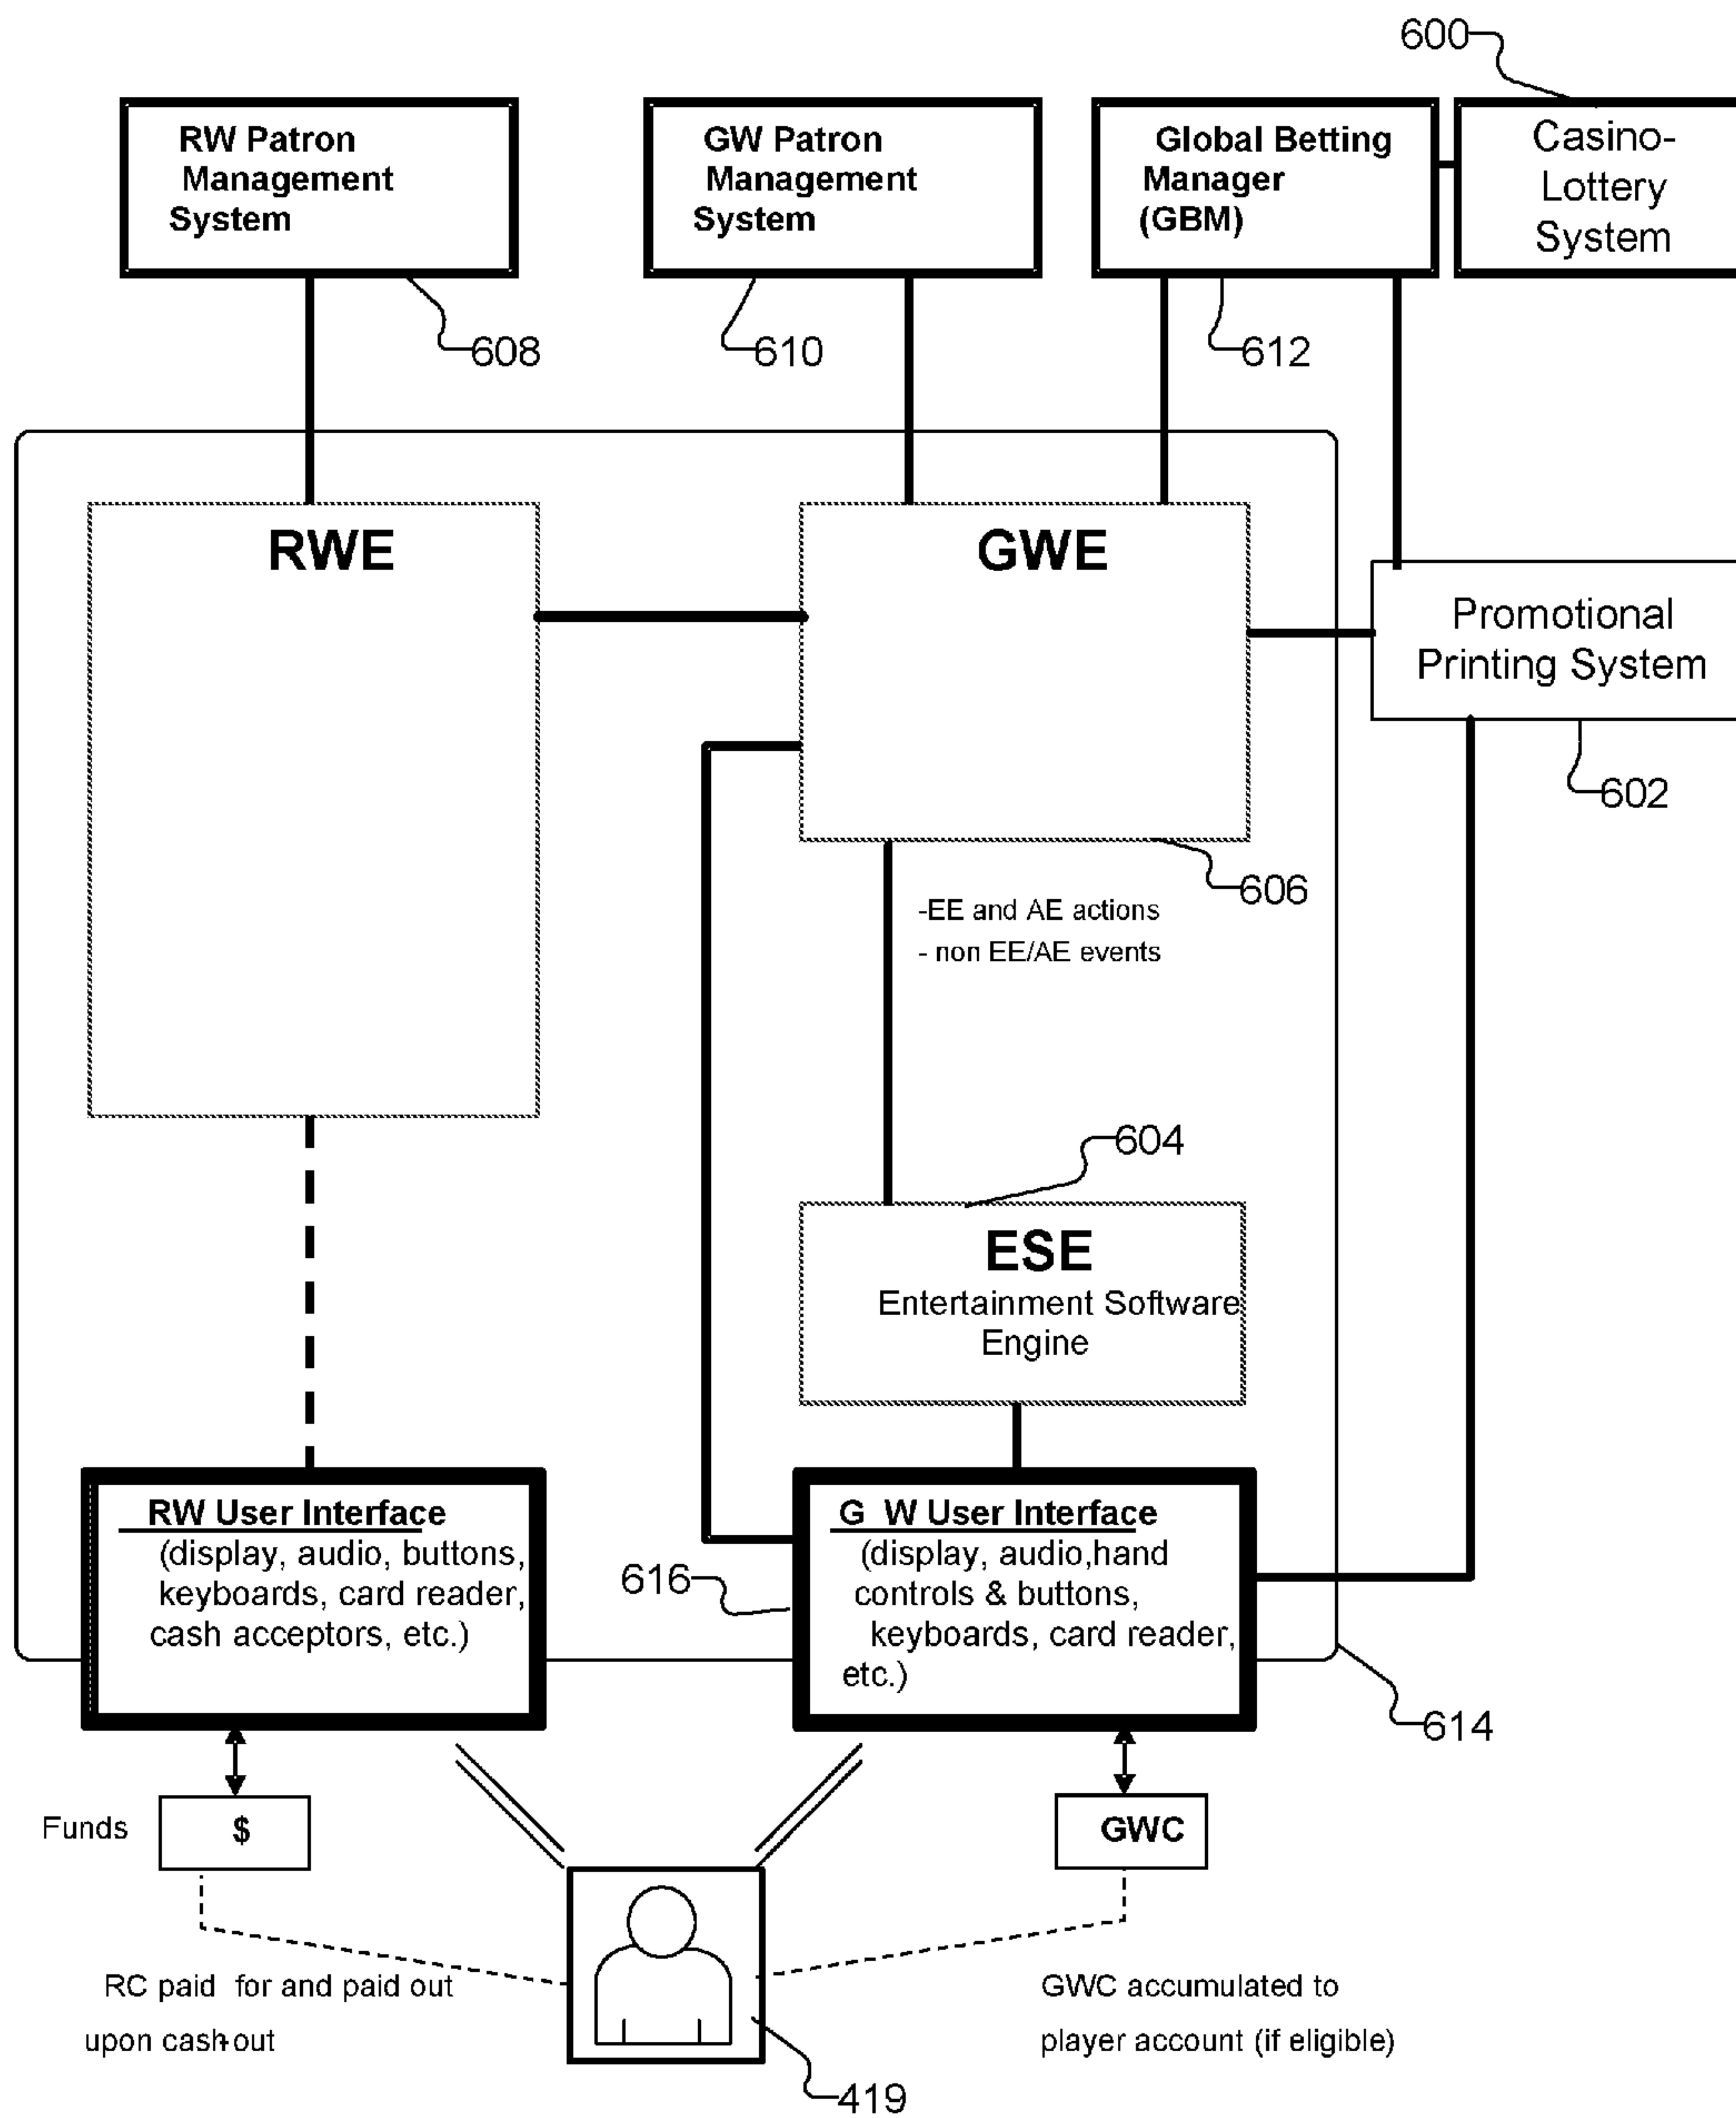 600
RW Patron
Management
System
GW Patron
Management
System
Global Betting
Manager
(GBM)
Casino-
Lottery
System
608
610
612
RWE
GWE
Promotional
Printing System
602
606
-EE and AE actions
- non EE/AE events
604
ESE
Entertainment Software
Engine
RW User Interface
(display, audio, buttons,
keyboards, card reader,
cash acceptors, etc.)
616
G W User Interface
(display, audio,hand
controls & buttons,
keyboards, card reader,
etc.)
614
Funds
$
GWC
RC paid for and paid out
upon cash-out
GWC accumulated to
player account (if eligible)
419